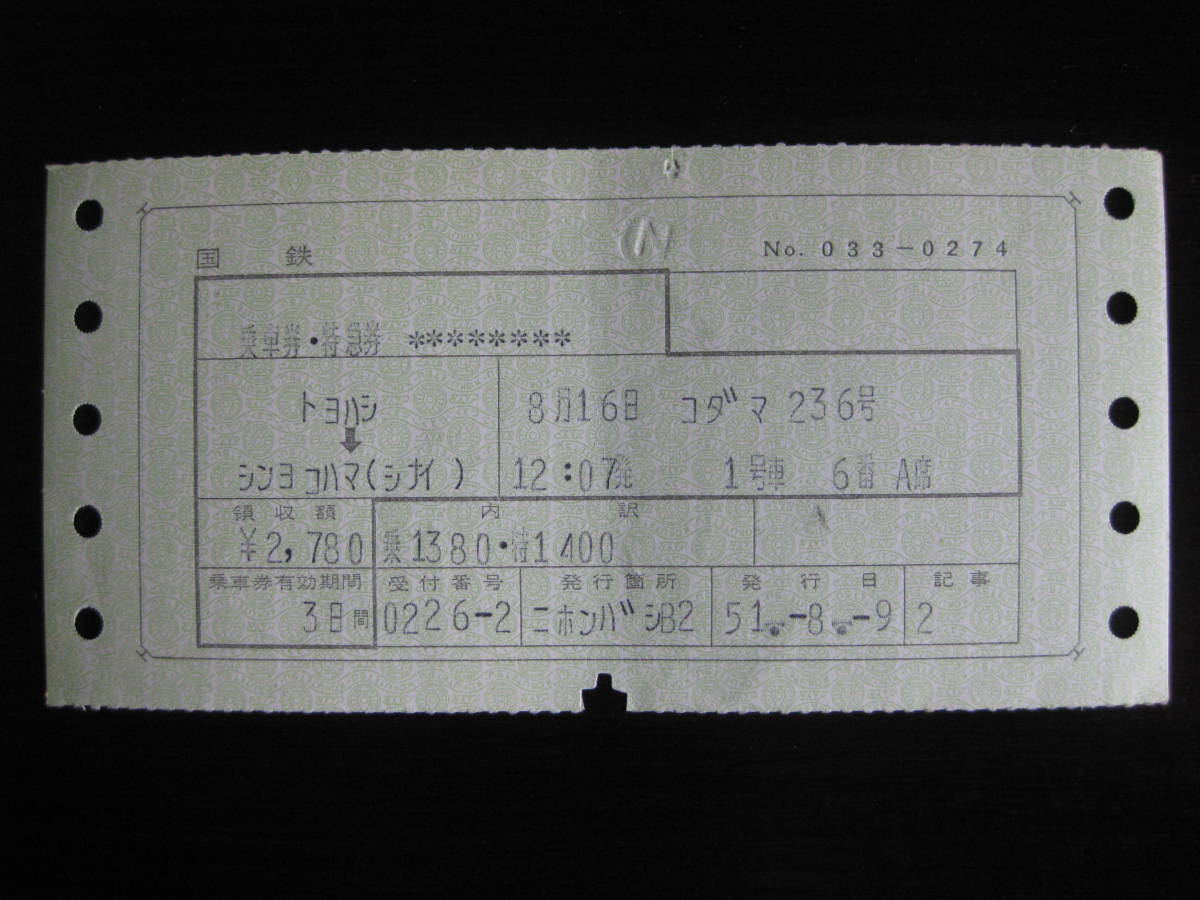 国鉄 No. 033-0274
乗車券・特急券 ********
トヨハシ 8月16日 コダマ 236号
⬇
シンヨコハマ(シナイ) 12:07発 1号車 6番 A席
領収額 内訳
¥2,780 乗1380・特1400
乗車券有効期間 受付番号 発行箇所 発行日 記事
3日間 0226-2 ニホンバシB2 51.-8.-9 2